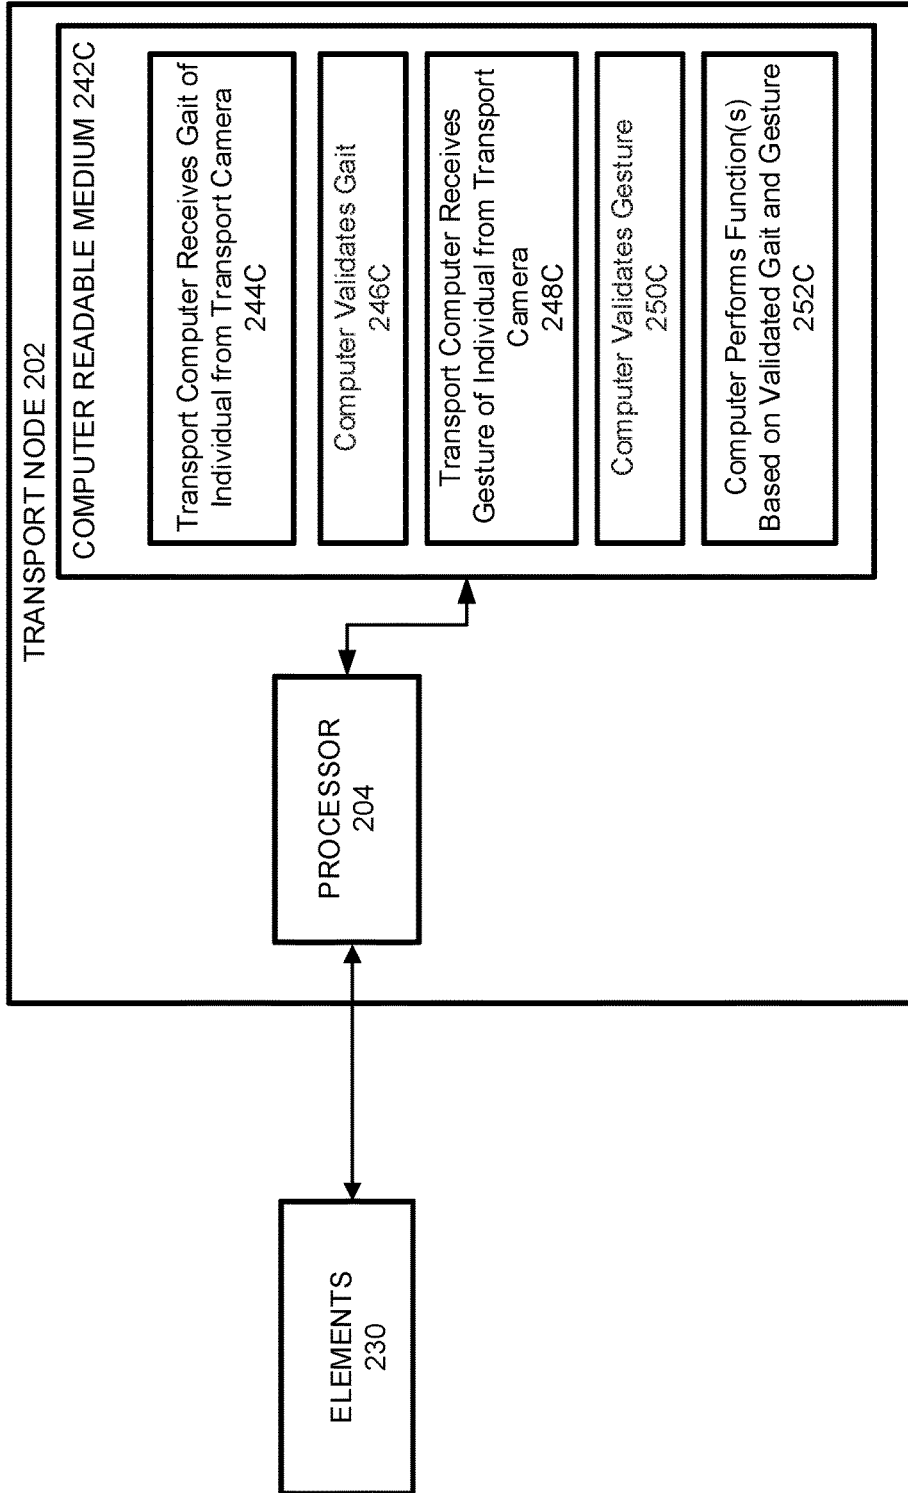 TRANSPORT NODE 202
COMPUTER READABLE MEDIUM 242C
Transport Computer Receives Gait of
Individual from Transport Camera
244C
Computer Validates Gait
246C
Transport Computer Receives
Gesture of Individual from Transport
Camera
248C
Computer Validates Gesture
250C
Computer Performs Function(s)
Based on Validated Gait and Gesture
252C
PROCESSOR
204
ELEMENTS
230